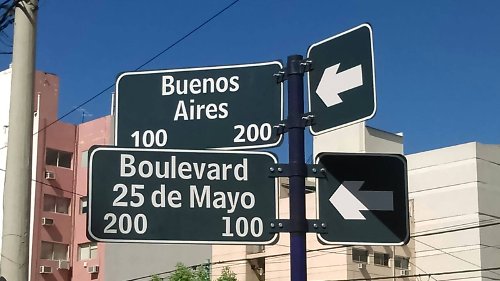 Buenos
Aires
100 200
Boulevard
25 de Mayo
200 100